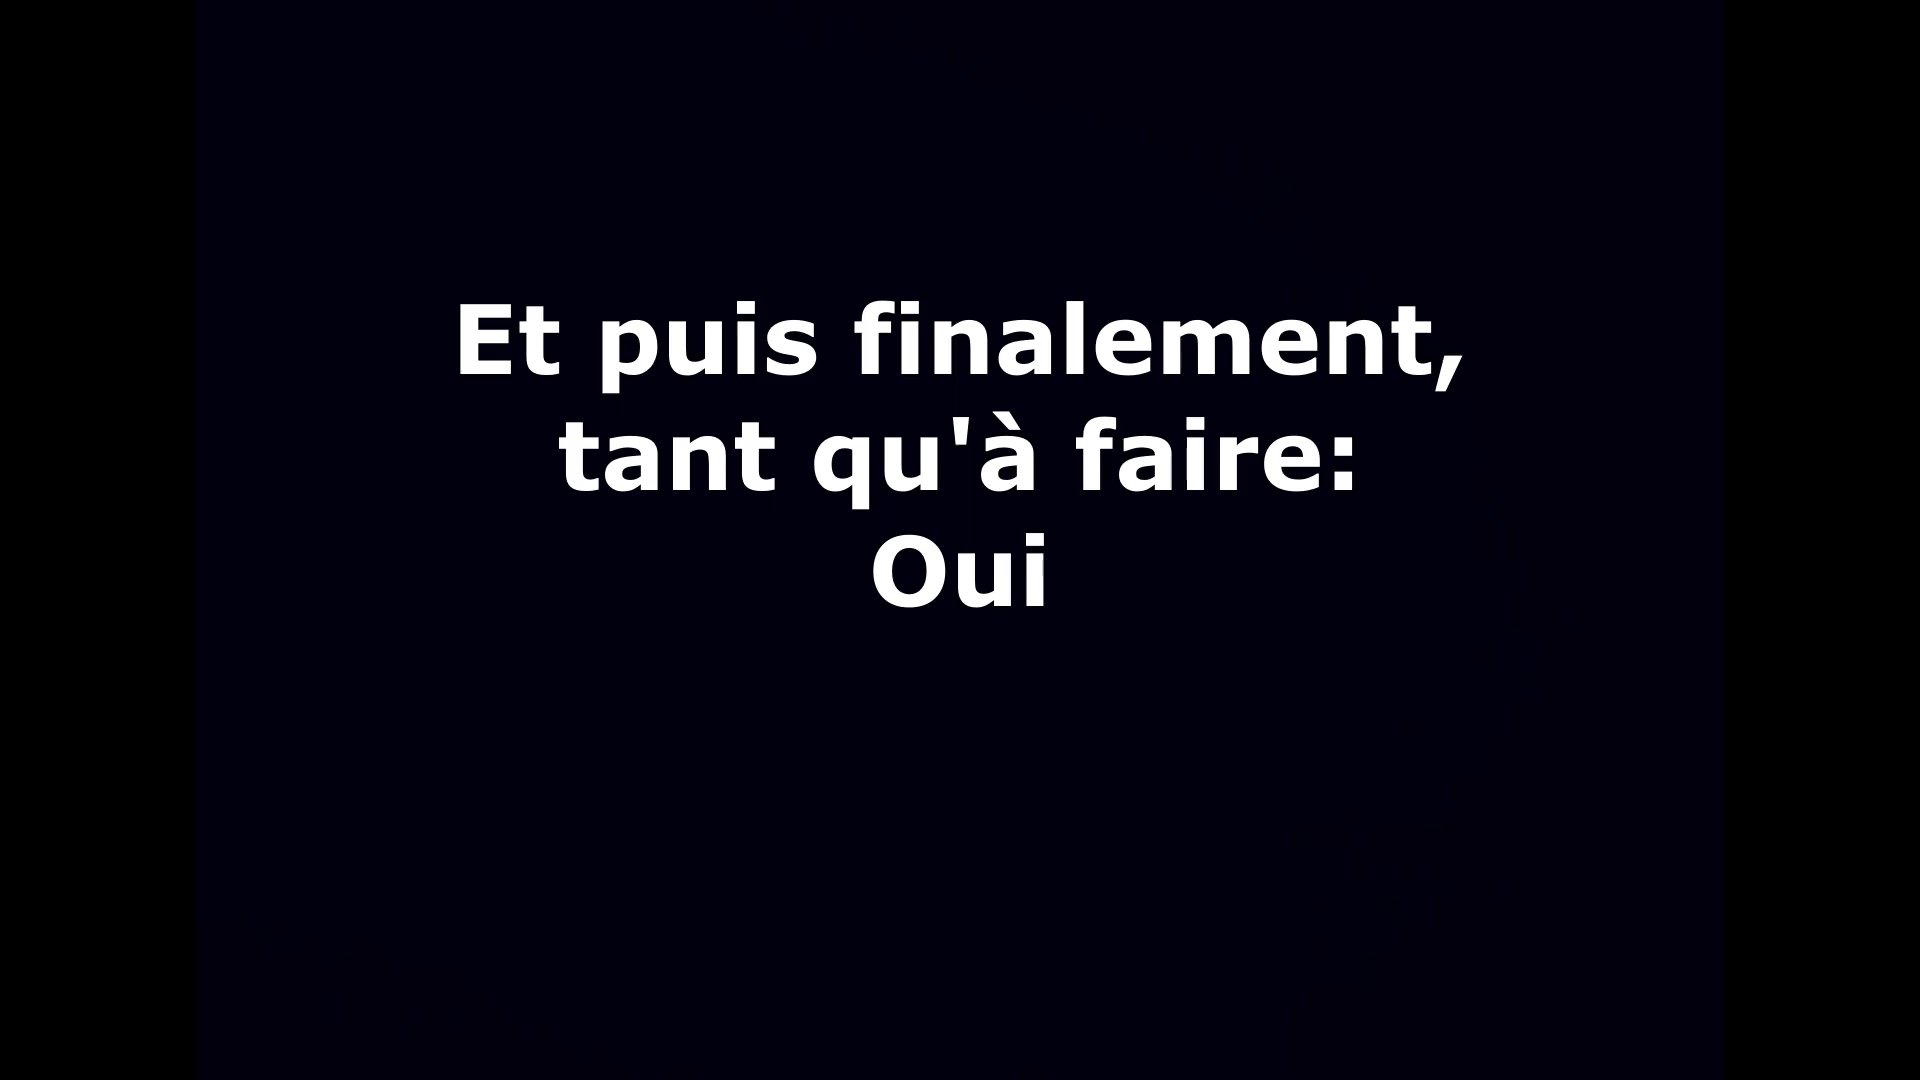 Et puis finalement,
tant qu'à faire:
Oui